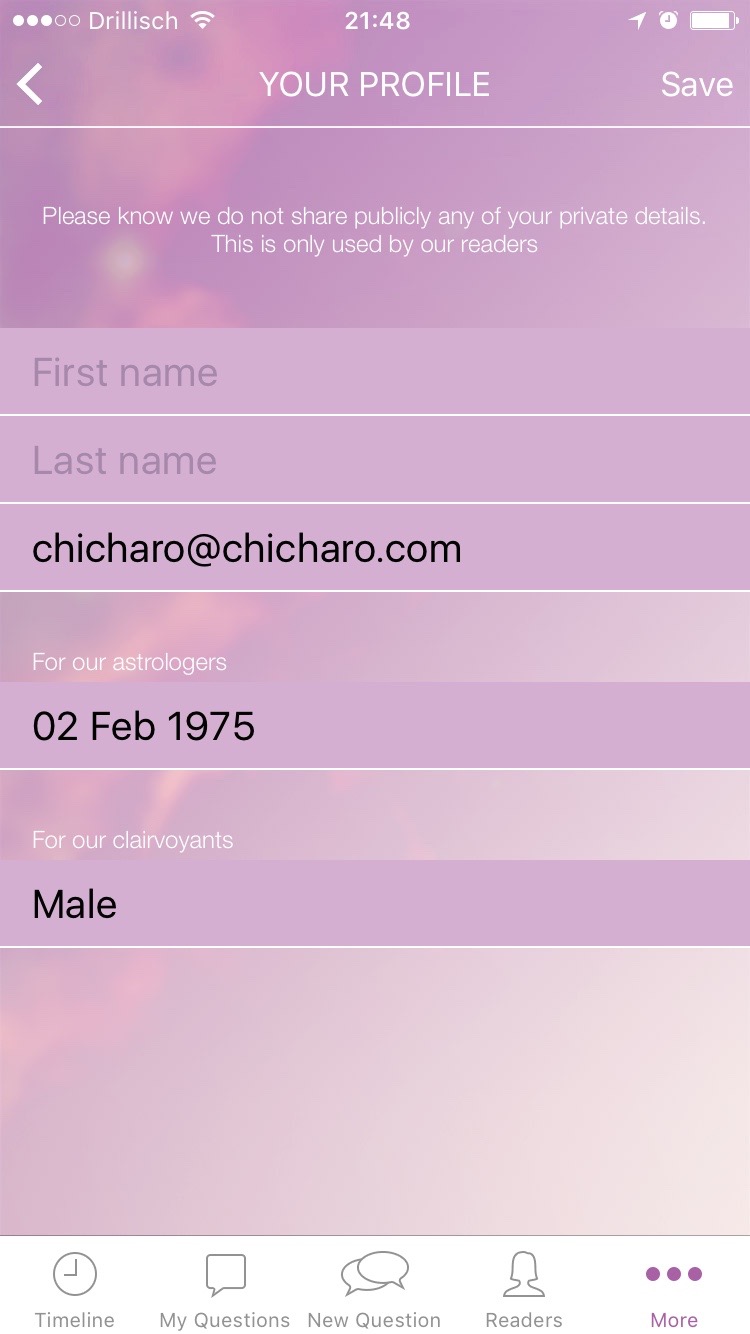 Drillisch 21:48
YOUR PROFILE Save
Please know we do not share publicly any of your private details.
This is only used by our readers
First name
Last name
chicharo@chicharo.com
For our astrologers
02 Feb 1975
For our clairvoyants
Male
Timeline My Questions New Question Readers More